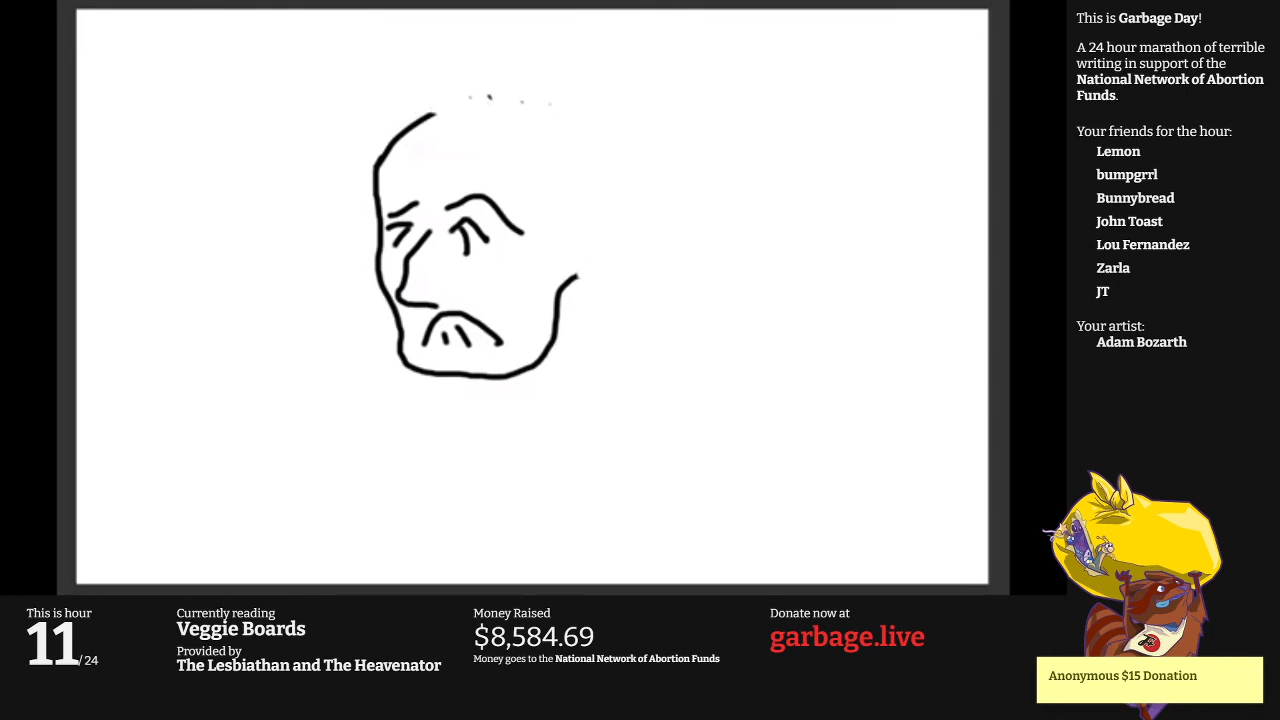 This is Garbage Day!
A 24 hour marathon of terrible
writing in support of the
National Network of Abortion
Funds.
Your friends for the hour:
Lemon
bumpgrrl
Bunnybread
John Toast
Lou Fernandez
Zarla
JT
Your artist:
Adam Bozarth
This is hour
11 / 24
Currently reading
Veggie Boards
Provided by
The Lesbiathan and The Heavenator
Money Raised
$8,584.69
Money goes to the National Network of Abortion Funds
Donate now at
garbage.live
Anonymous $15 Donation